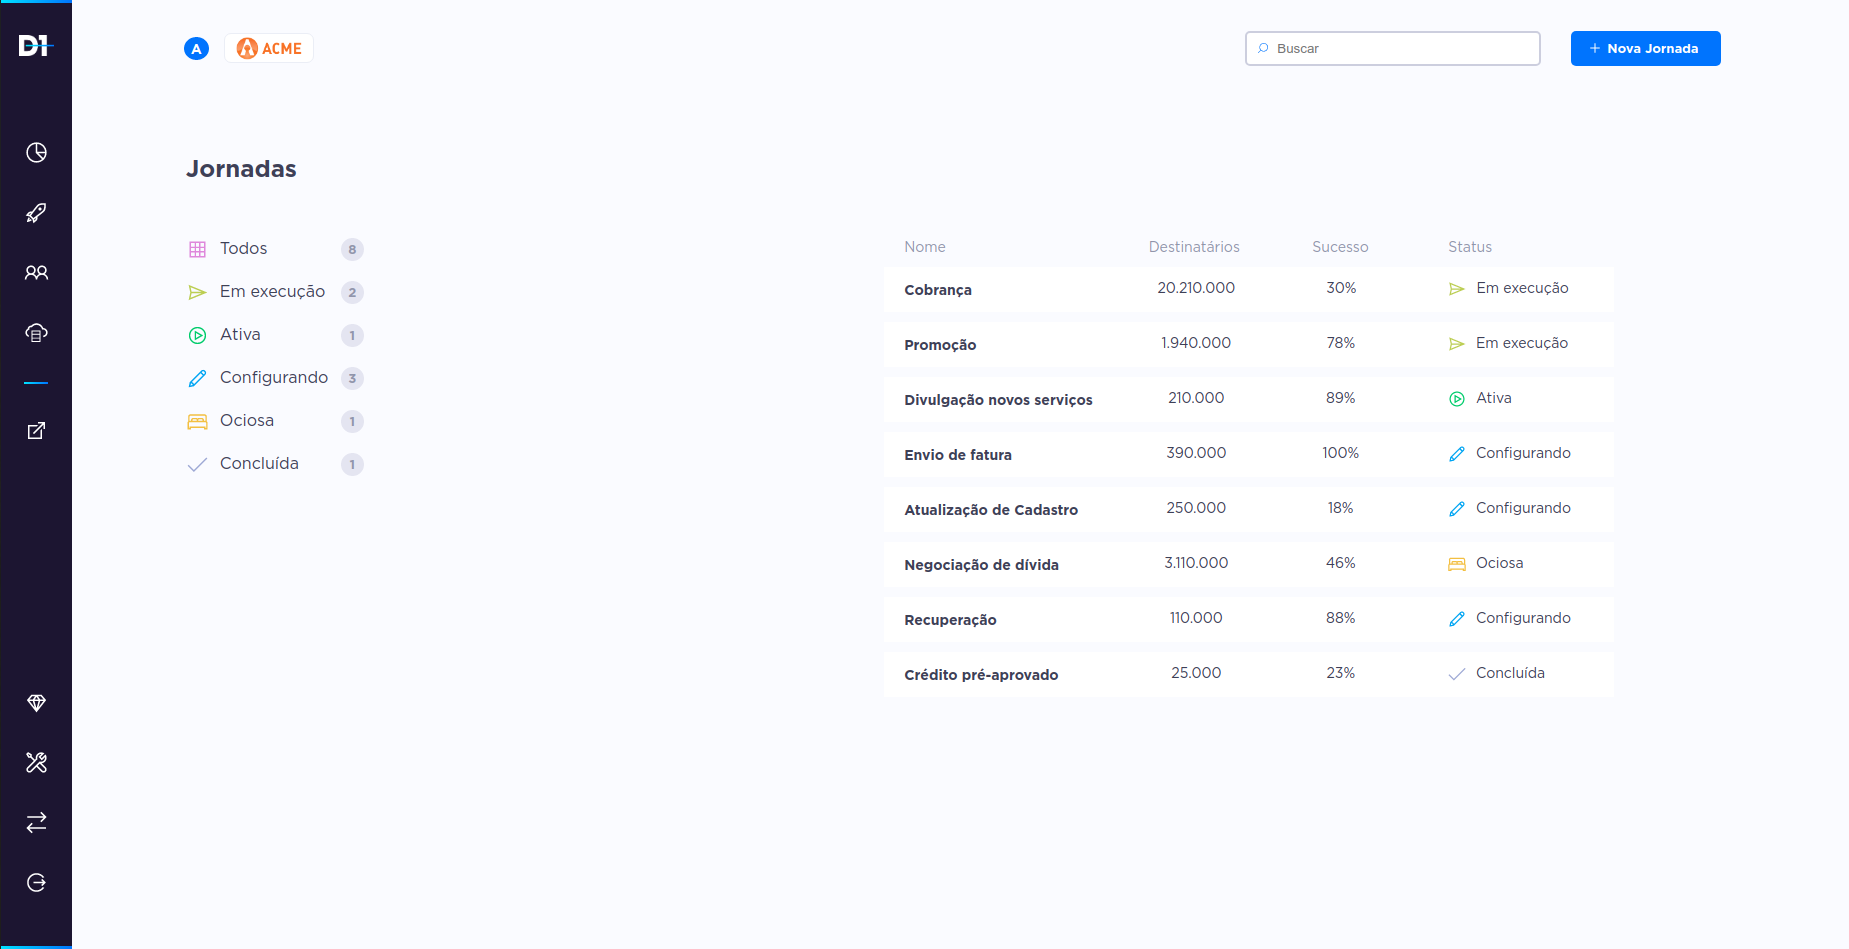 D1
A ACME
Buscar
+ Nova Jornada
Jornadas
Todos 8
Em execução 2
Ativa 1
Configurando 3
Ociosa 1
Concluída 1
Nome Destinatários Sucesso Status
Cobrança 20.210.000 30% Em execução
Promoção 1.940.000 78% Em execução
Divulgação novos serviços 210.000 89% Ativa
Envio de fatura 390.000 100% Configurando
Atualização de Cadastro 250.000 18% Configurando
Negociação de dívida 3.110.000 46% Ociosa
Recuperação 110.000 88% Configurando
Crédito pré-aprovado 25.000 23% Concluída